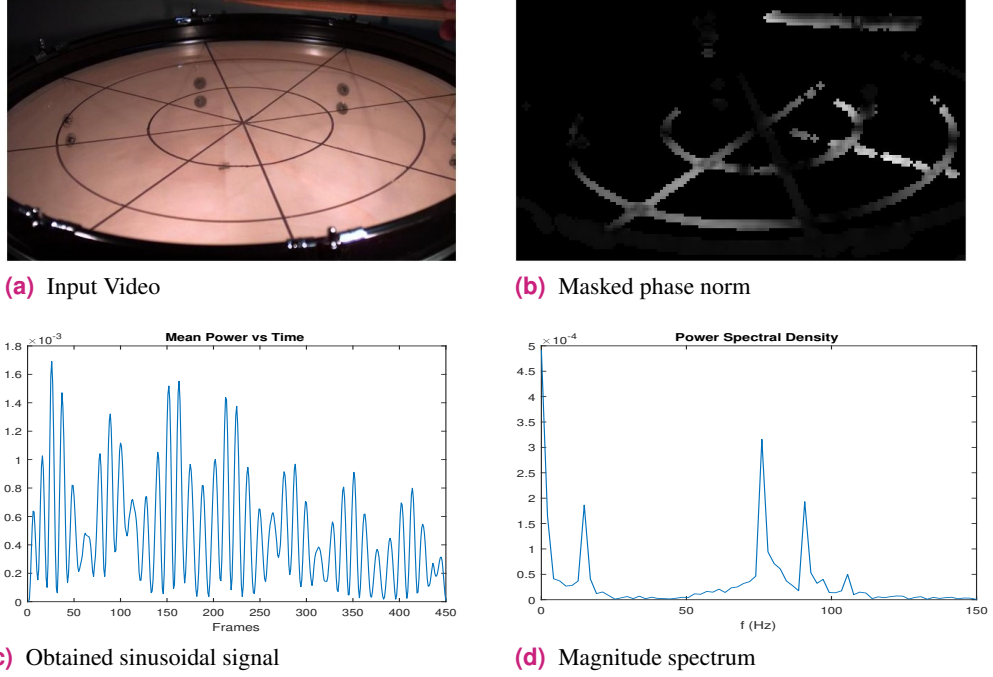 (a) Input Video
(b) Masked phase norm
Mean Power vs Time
× 10-3
1.8
1.6
1.4
1.2
1
0.8
0.6
0.4
0.2
0
0 50 100 150 200 250 300 350 400 450
Frames
Power Spectral Density
× 10-4
5
4.5
4
3.5
3
2.5
2
1.5
1
0.5
0
0 50 100 150
f (Hz)
c) Obtained sinusoidal signal
(d) Magnitude spectrum